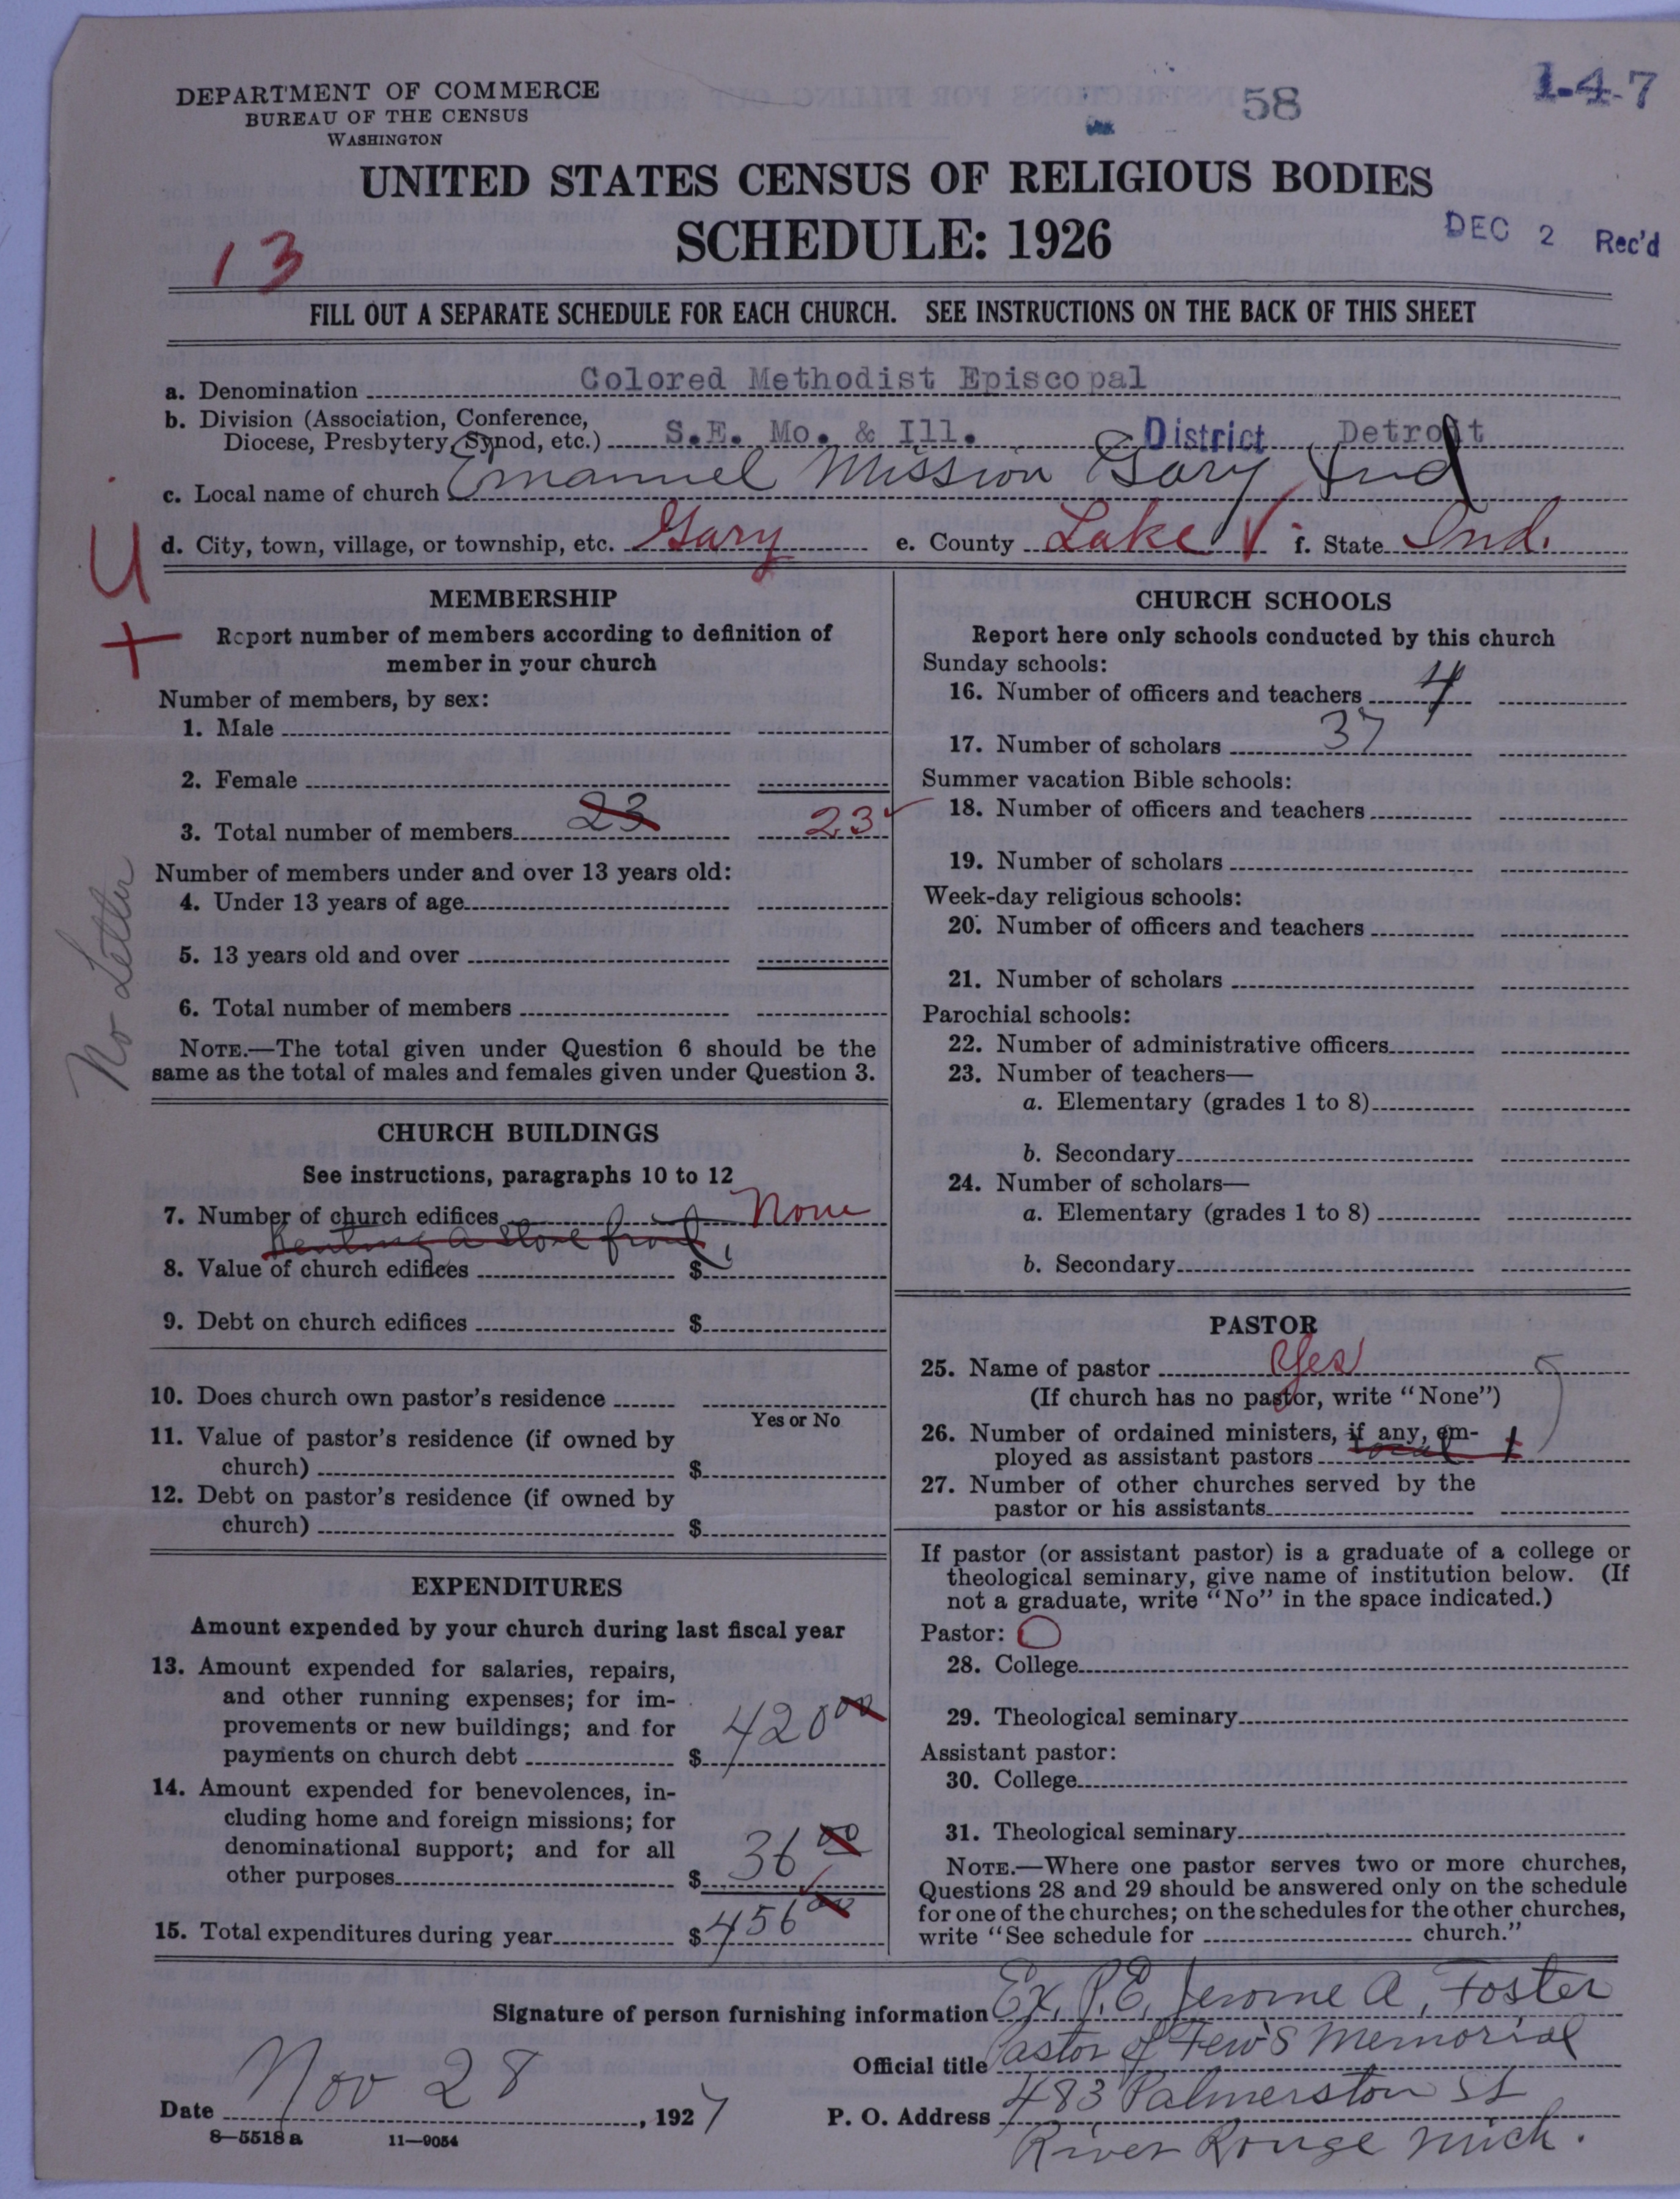 DEPARTMENT OF COMMERCE
BUREAU OF THE CENSUS
WASHINGTON
58
1-4-7
UNITED STATES CENSUS OF RELIGIOUS BODIES
SCHEDULE: 1926
DEC 2 Rec'd
13
FILL OUT A SEPARATE SCHEDULE FOR EACH CHURCH. SEE INSTRUCTIONS ON THE BACK OF THIS SHEET
a. Denomination Colored Methodist Episcopal
b. Division (Association, Conference,
Diocese, Presbytery, Synod, etc.) S.E. Mo. & Ill. District Detroit
c. Local name of church Emanuel Mission Gary Ind
d. City, town, village, or township, etc. Gary e. County Lake f. State Ind.
U
+
No Letter
MEMBERSHIP
Report number of members according to definition of
member in your church
Number of members, by sex:
1. Male
2. Female
3. Total number of members 23 23
Number of members under and over 13 years old:
4. Under 13 years of age
5. 13 years old and over
6. Total number of members
NOTE.—The total given under Question 6 should be the
same as the total of males and females given under Question 3.
CHURCH BUILDINGS
See instructions, paragraphs 10 to 12
7. Number of church edifices None
Renting a store front,
8. Value of church edifices $
9. Debt on church edifices $
10. Does church own pastor's residence
Yes or No
11. Value of pastor's residence (if owned by
church) $
12. Debt on pastor's residence (if owned by
church) $
EXPENDITURES
Amount expended by your church during last fiscal year
13. Amount expended for salaries, repairs,
and other running expenses; for im-
provements or new buildings; and for
payments on church debt $ 420 00
14. Amount expended for benevolences, in-
cluding home and foreign missions; for
denominational support; and for all
other purposes $ 36 00
15. Total expenditures during year $ 456 00
CHURCH SCHOOLS
Report here only schools conducted by this church
Sunday schools:
16. Number of officers and teachers 4
17. Number of scholars 37
Summer vacation Bible schools:
18. Number of officers and teachers
19. Number of scholars
Week-day religious schools:
20. Number of officers and teachers
21. Number of scholars
Parochial schools:
22. Number of administrative officers
23. Number of teachers—
a. Elementary (grades 1 to 8)
b. Secondary
24. Number of scholars—
a. Elementary (grades 1 to 8)
b. Secondary
PASTOR
25. Name of pastor Yes
(If church has no pastor, write "None")
26. Number of ordained ministers, if any, em-
ployed as assistant pastors local 1
27. Number of other churches served by the
pastor or his assistants
If pastor (or assistant pastor) is a graduate of a college or
theological seminary, give name of institution below. (If
not a graduate, write "No" in the space indicated.)
Pastor: O
28. College
29. Theological seminary
Assistant pastor:
30. College
31. Theological seminary
NOTE.—Where one pastor serves two or more churches,
Questions 28 and 29 should be answered only on the schedule
for one of the churches; on the schedules for the other churches,
write "See schedule for church."
Signature of person furnishing information Ex. P.E. Jerome A. Foster
Official title Pastor of Few's Memorial
Date Nov 28, 1927
P. O. Address 483 Palmerston St
River Rouge Mich.
8—5518 a 11—9054